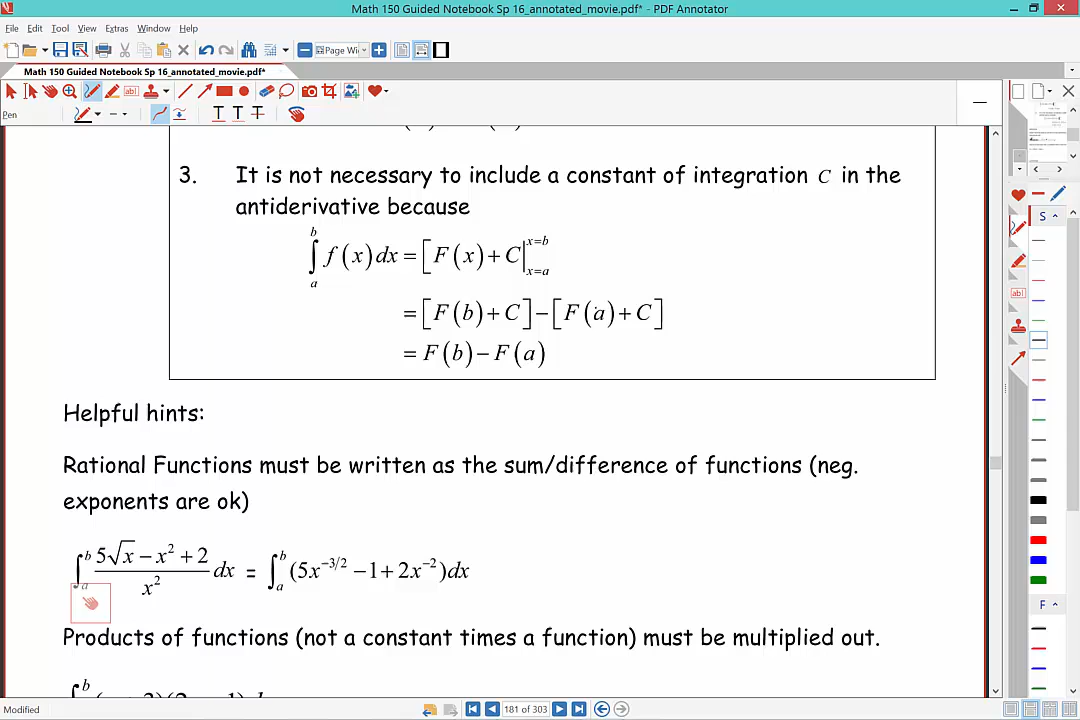 Math 150 Guided Notebook Sp 16_annotated_movie.pdf* - PDF Annotator
File Edit Tool View Extras Window Help
Page Wi
Math 150 Guided Notebook Sp 16_annotated_movie.pdf*
Pen
3. It is not necessary to include a constant of integration C in the
antiderivative because
∫_a^b f(x)dx = [F(x)+C|_{x=a}^{x=b}
= [F(b)+C]−[F(a)+C]
= F(b)−F(a)
Helpful hints:
Rational Functions must be written as the sum/difference of functions (neg.
exponents are ok)
∫_a^b (5√x − x² + 2)/x² dx = ∫_a^b (5x^{−3/2} − 1 + 2x^{−2})dx
Products of functions (not a constant times a function) must be multiplied out.
S
F
Modified
181 of 303